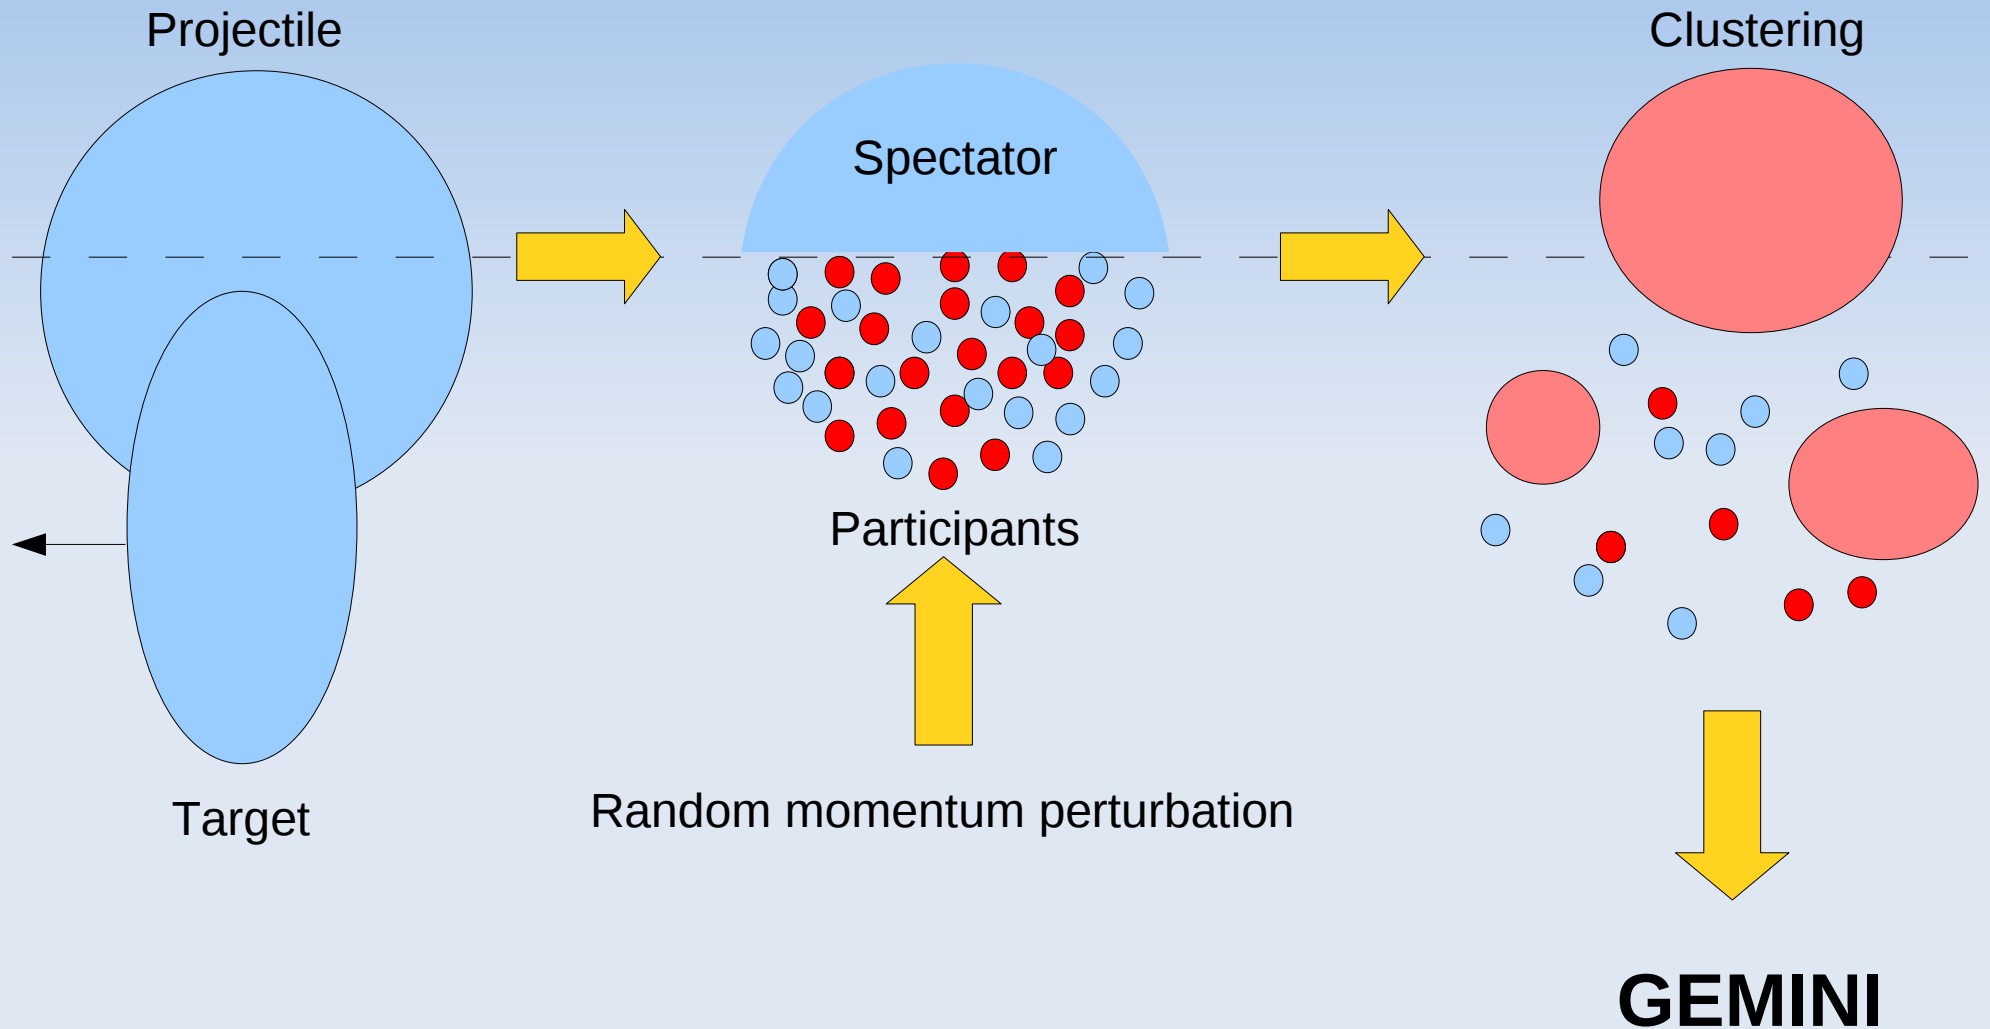 Projectile
Clustering
Spectator
Participants
Random momentum perturbation
Target
GEMINI